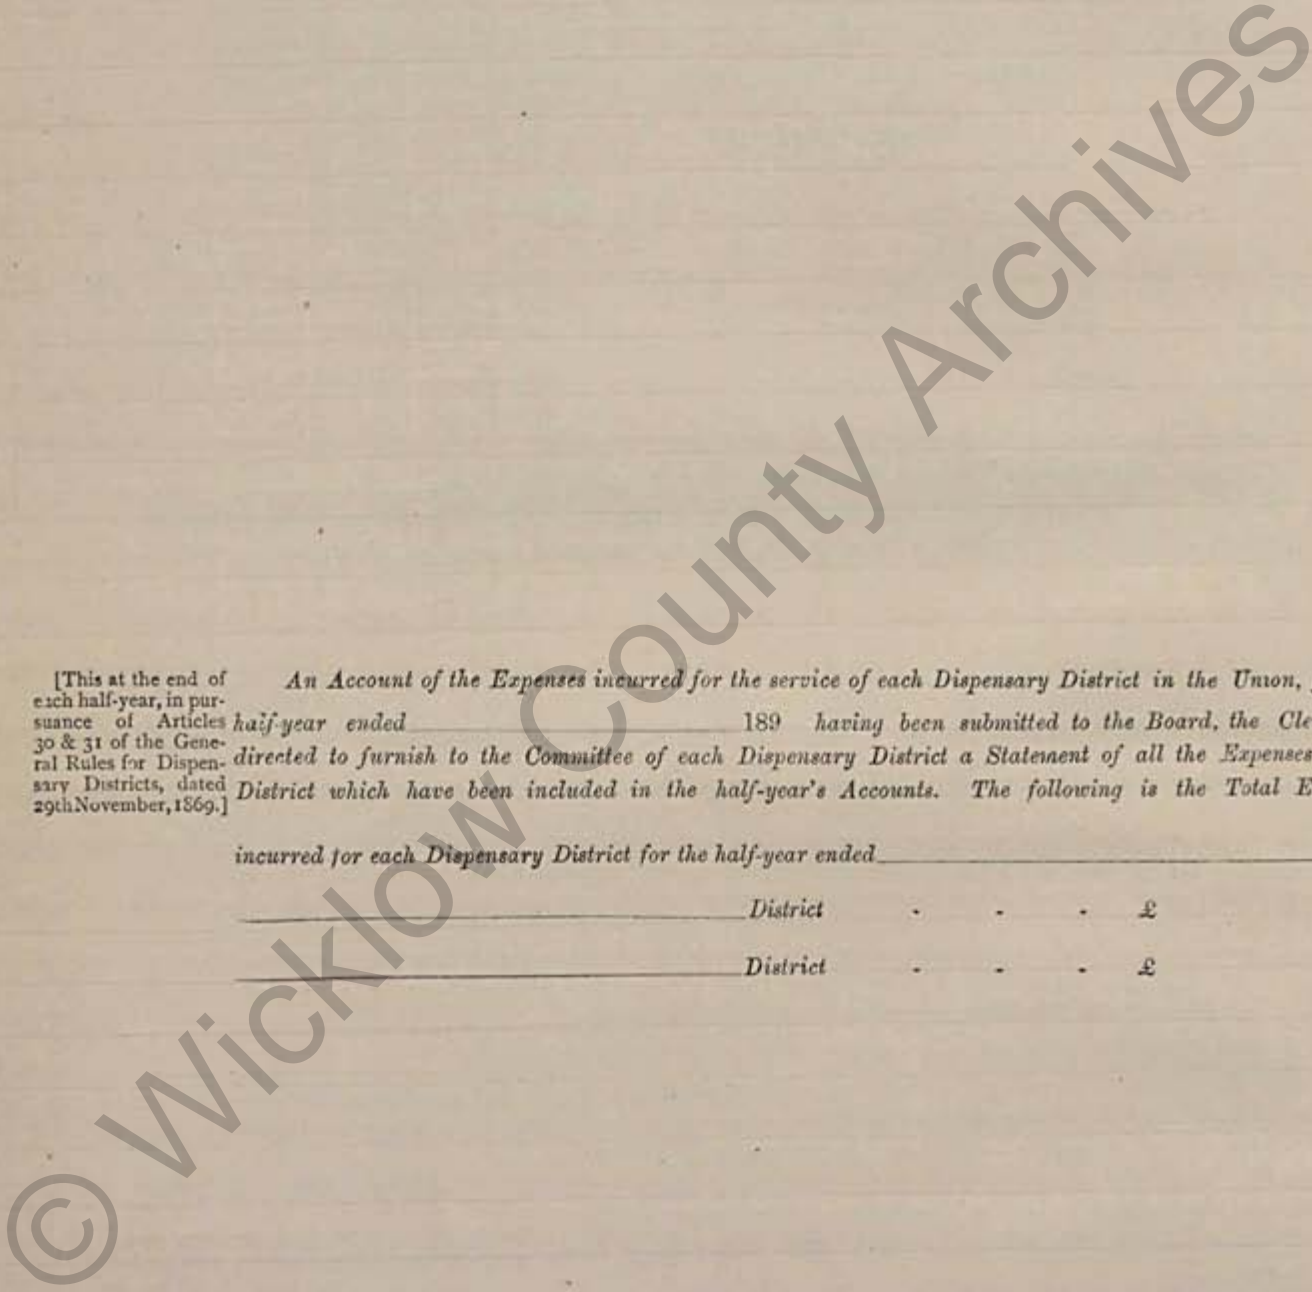 [This at the end of
each half-year, in pur-
suance of Articles
30 & 31 of the Gene-
ral Rules for Dispen-
sary Districts, dated
29thNovember, 1869.]
An Account of the Expenses incurred for the service of each Dispensary District in the Union,
half-year ended 189 having been submitted to the Board, the Cle
directed to furnish to the Committee of each Dispensary District a Statement of all the Expenses
District which have been included in the half-year's Accounts. The following is the Total E
incurred for each Dispensary District for the half-year ended
District - - - £
District - - - £
© Wicklow County Archives